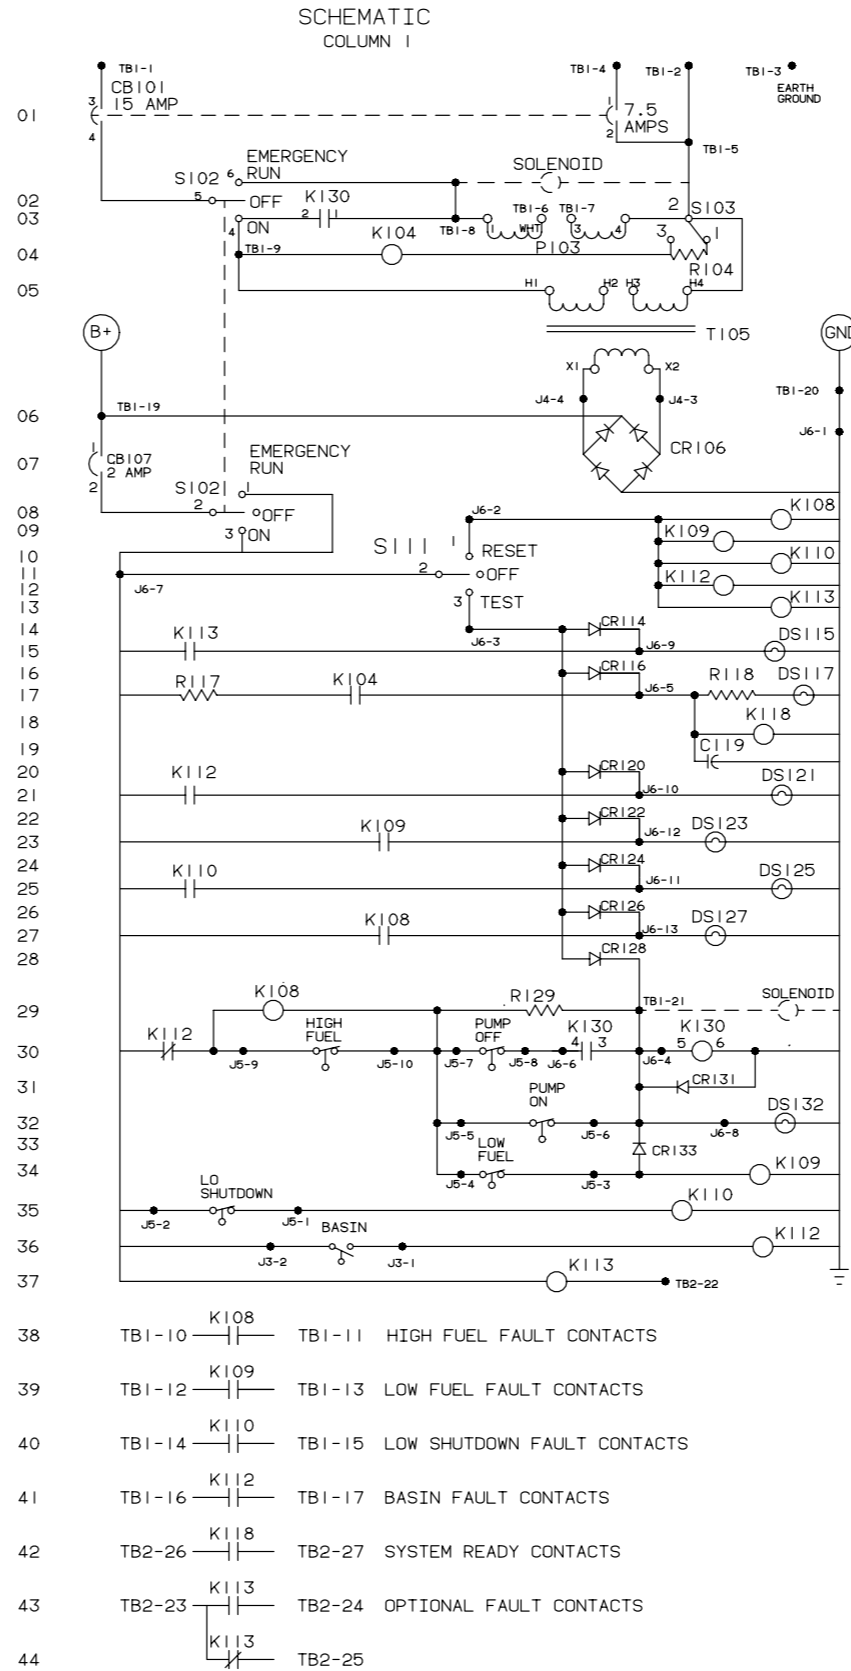 SCHEMATIC
COLUMN 1
TB1-1
TB1-4
TB1-2
TB1-3
EARTH
GROUND
CB101
15 AMP
3
4
01
1
2
7.5
AMPS
TB1-5
EMERGENCY
RUN
SOLENOID
S102
6
5
OFF
02
K130
2
1
03
4
ON
TB1-8
1
TB1-6
WHT
TB1-7
3
4
2
S103
TB1-9
K104
P103
3
1
04
R104
05
H1
H2
H3
H4
B+
T105
GND
X1
X2
J4-4
J4-3
TB1-20
06
TB1-19
J6-1
CR106
07
1
CB107
2 AMP
2
EMERGENCY
RUN
S102
1
2
OFF
08
3
ON
09
J6-2
K108
K109
S111
1
RESET
10
K110
11
J6-7
2
OFF
12
K112
13
3
TEST
K113
14
J6-3
CR114
15
K113
J6-9
DS115
16
CR116
17
R117
K104
J6-5
R118
DS117
18
K118
19
C119
20
CR120
21
K112
J6-10
DS121
22
CR122
23
K109
J6-12
DS123
24
CR124
25
K110
J6-11
DS125
26
CR126
27
K108
J6-13
DS127
28
CR128
29
K108
R129
TB1-21
SOLENOID
30
K112
J5-9
HIGH
FUEL
J5-10
J5-7
PUMP
OFF
J5-8
J6-6
K130
4
3
J6-4
K130
5
6
31
CR131
32
PUMP
ON
J5-5
J5-6
J6-8
DS132
33
CR133
34
LOW
FUEL
J5-4
J5-3
K109
35
LO
SHUTDOWN
J5-2
J5-1
K110
36
BASIN
J3-2
J3-1
K112
37
K113
TB2-22
38 TB1-10 K108 TB1-11 HIGH FUEL FAULT CONTACTS
39 TB1-12 K109 TB1-13 LOW FUEL FAULT CONTACTS
40 TB1-14 K110 TB1-15 LOW SHUTDOWN FAULT CONTACTS
41 TB1-16 K112 TB1-17 BASIN FAULT CONTACTS
42 TB2-26 K118 TB2-27 SYSTEM READY CONTACTS
43 TB2-23 K113 TB2-24 OPTIONAL FAULT CONTACTS
44 K113 TB2-25